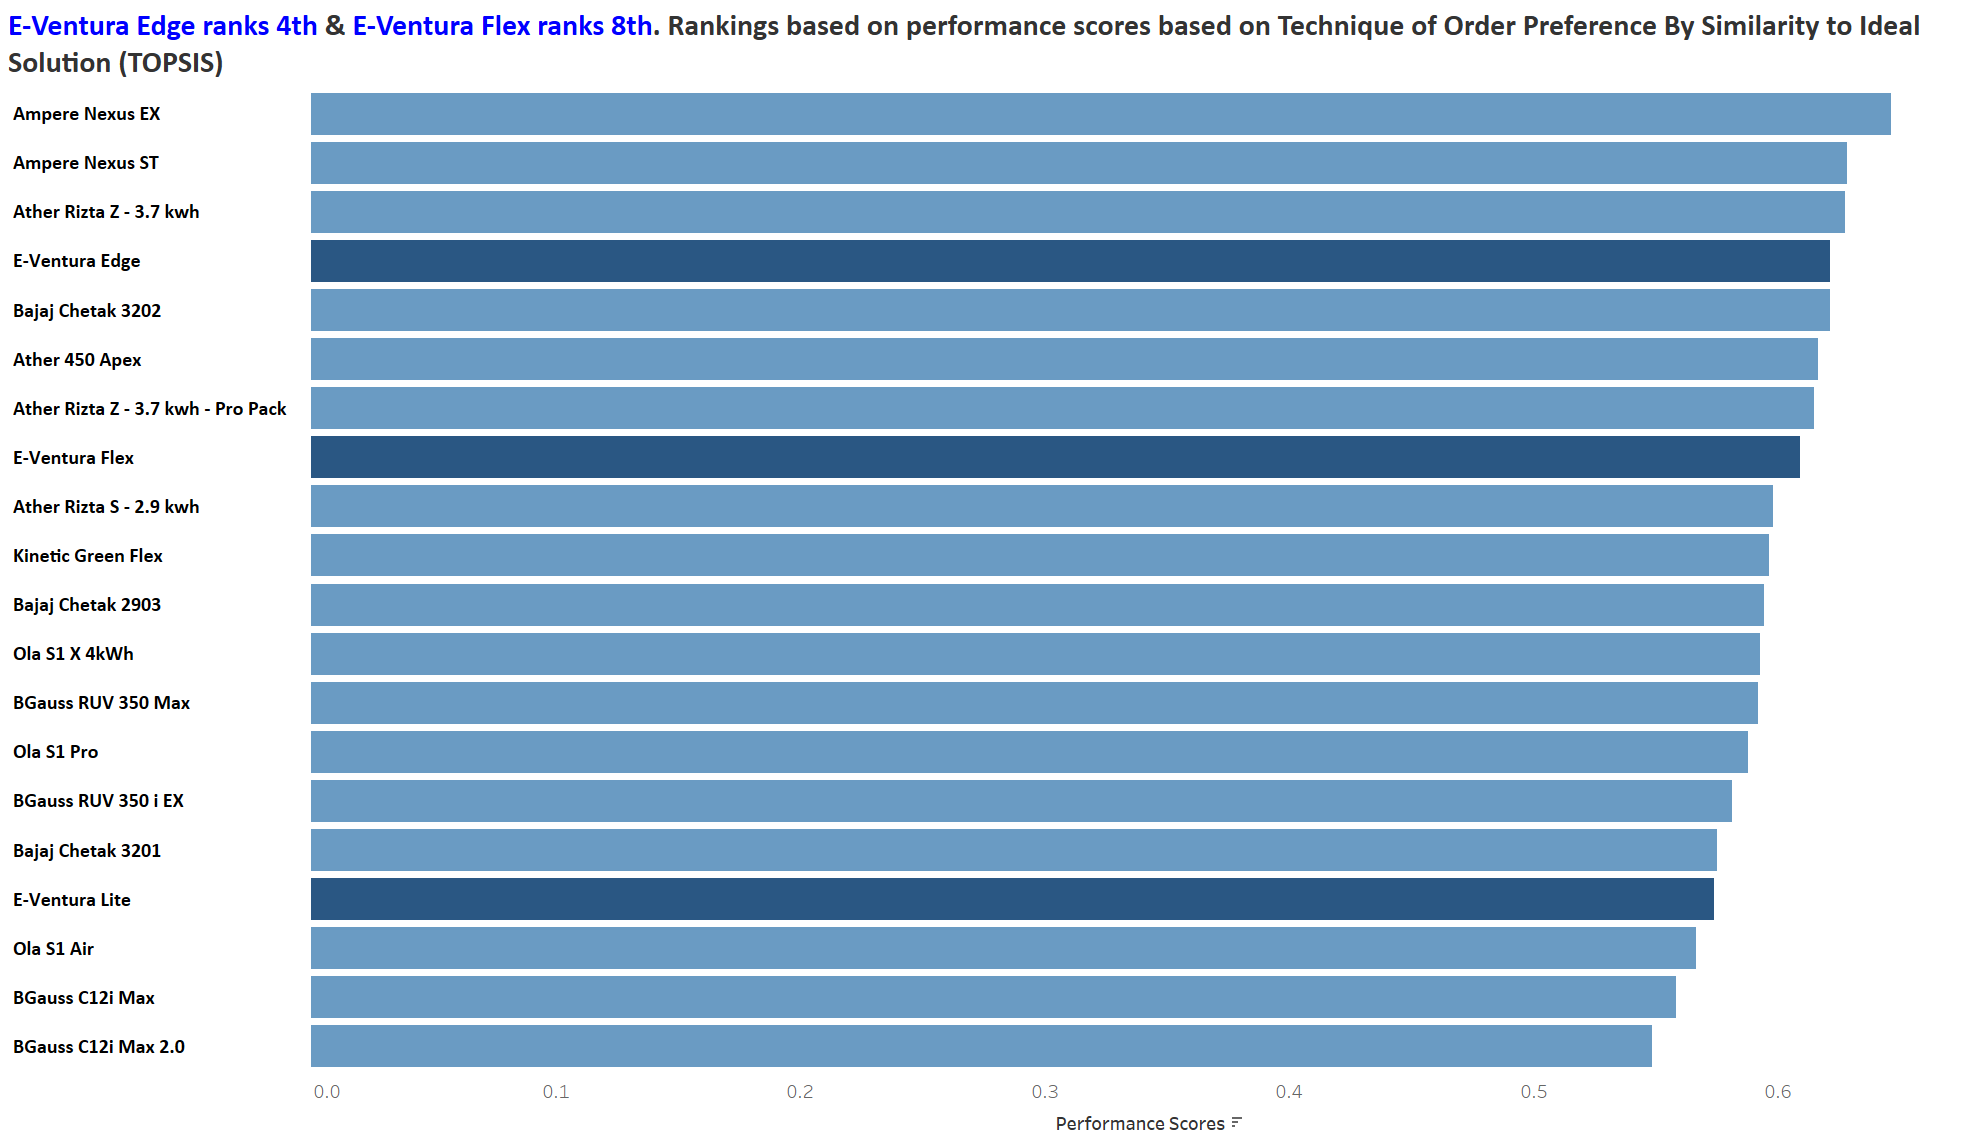 E-Ventura Edge ranks 4th & E-Ventura Flex ranks 8th. Rankings based on performance scores based on Technique of Order Preference By Similarity to Ideal
Solution (TOPSIS)
Ampere Nexus EX
Ampere Nexus ST
Ather Rizta Z - 3.7 kwh
E-Ventura Edge
Bajaj Chetak 3202
Ather 450 Apex
Ather Rizta Z - 3.7 kwh - Pro Pack
E-Ventura Flex
Ather Rizta S - 2.9 kwh
Kinetic Green Flex
Bajaj Chetak 2903
Ola S1 X 4kWh
BGauss RUV 350 Max
Ola S1 Pro
BGauss RUV 350 i EX
Bajaj Chetak 3201
E-Ventura Lite
Ola S1 Air
BGauss C12i Max
BGauss C12i Max 2.0
0.0 0.1 0.2 0.3 0.4 0.5 0.6
Performance Scores